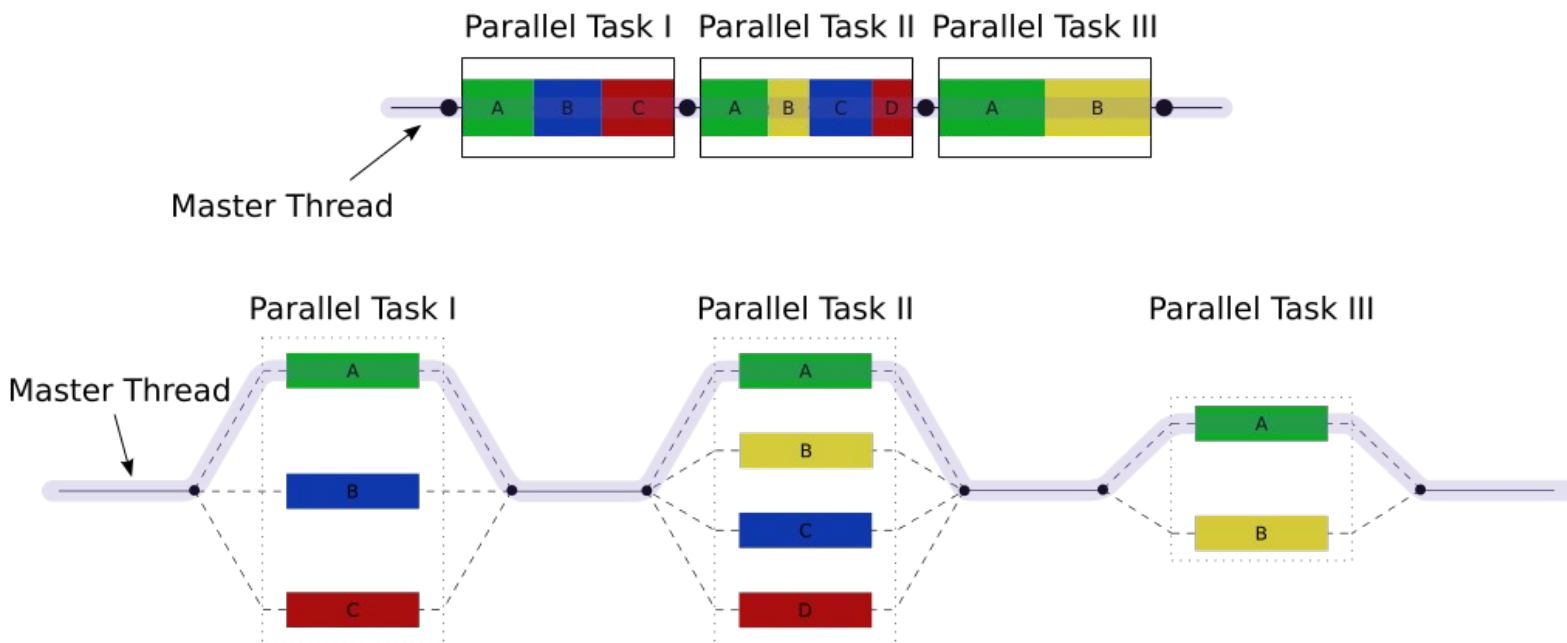 Parallel Task I Parallel Task II Parallel Task III
A B C A B C D A B
Master Thread
Parallel Task I Parallel Task II Parallel Task III
A A
Master Thread A
B
B C B
C D